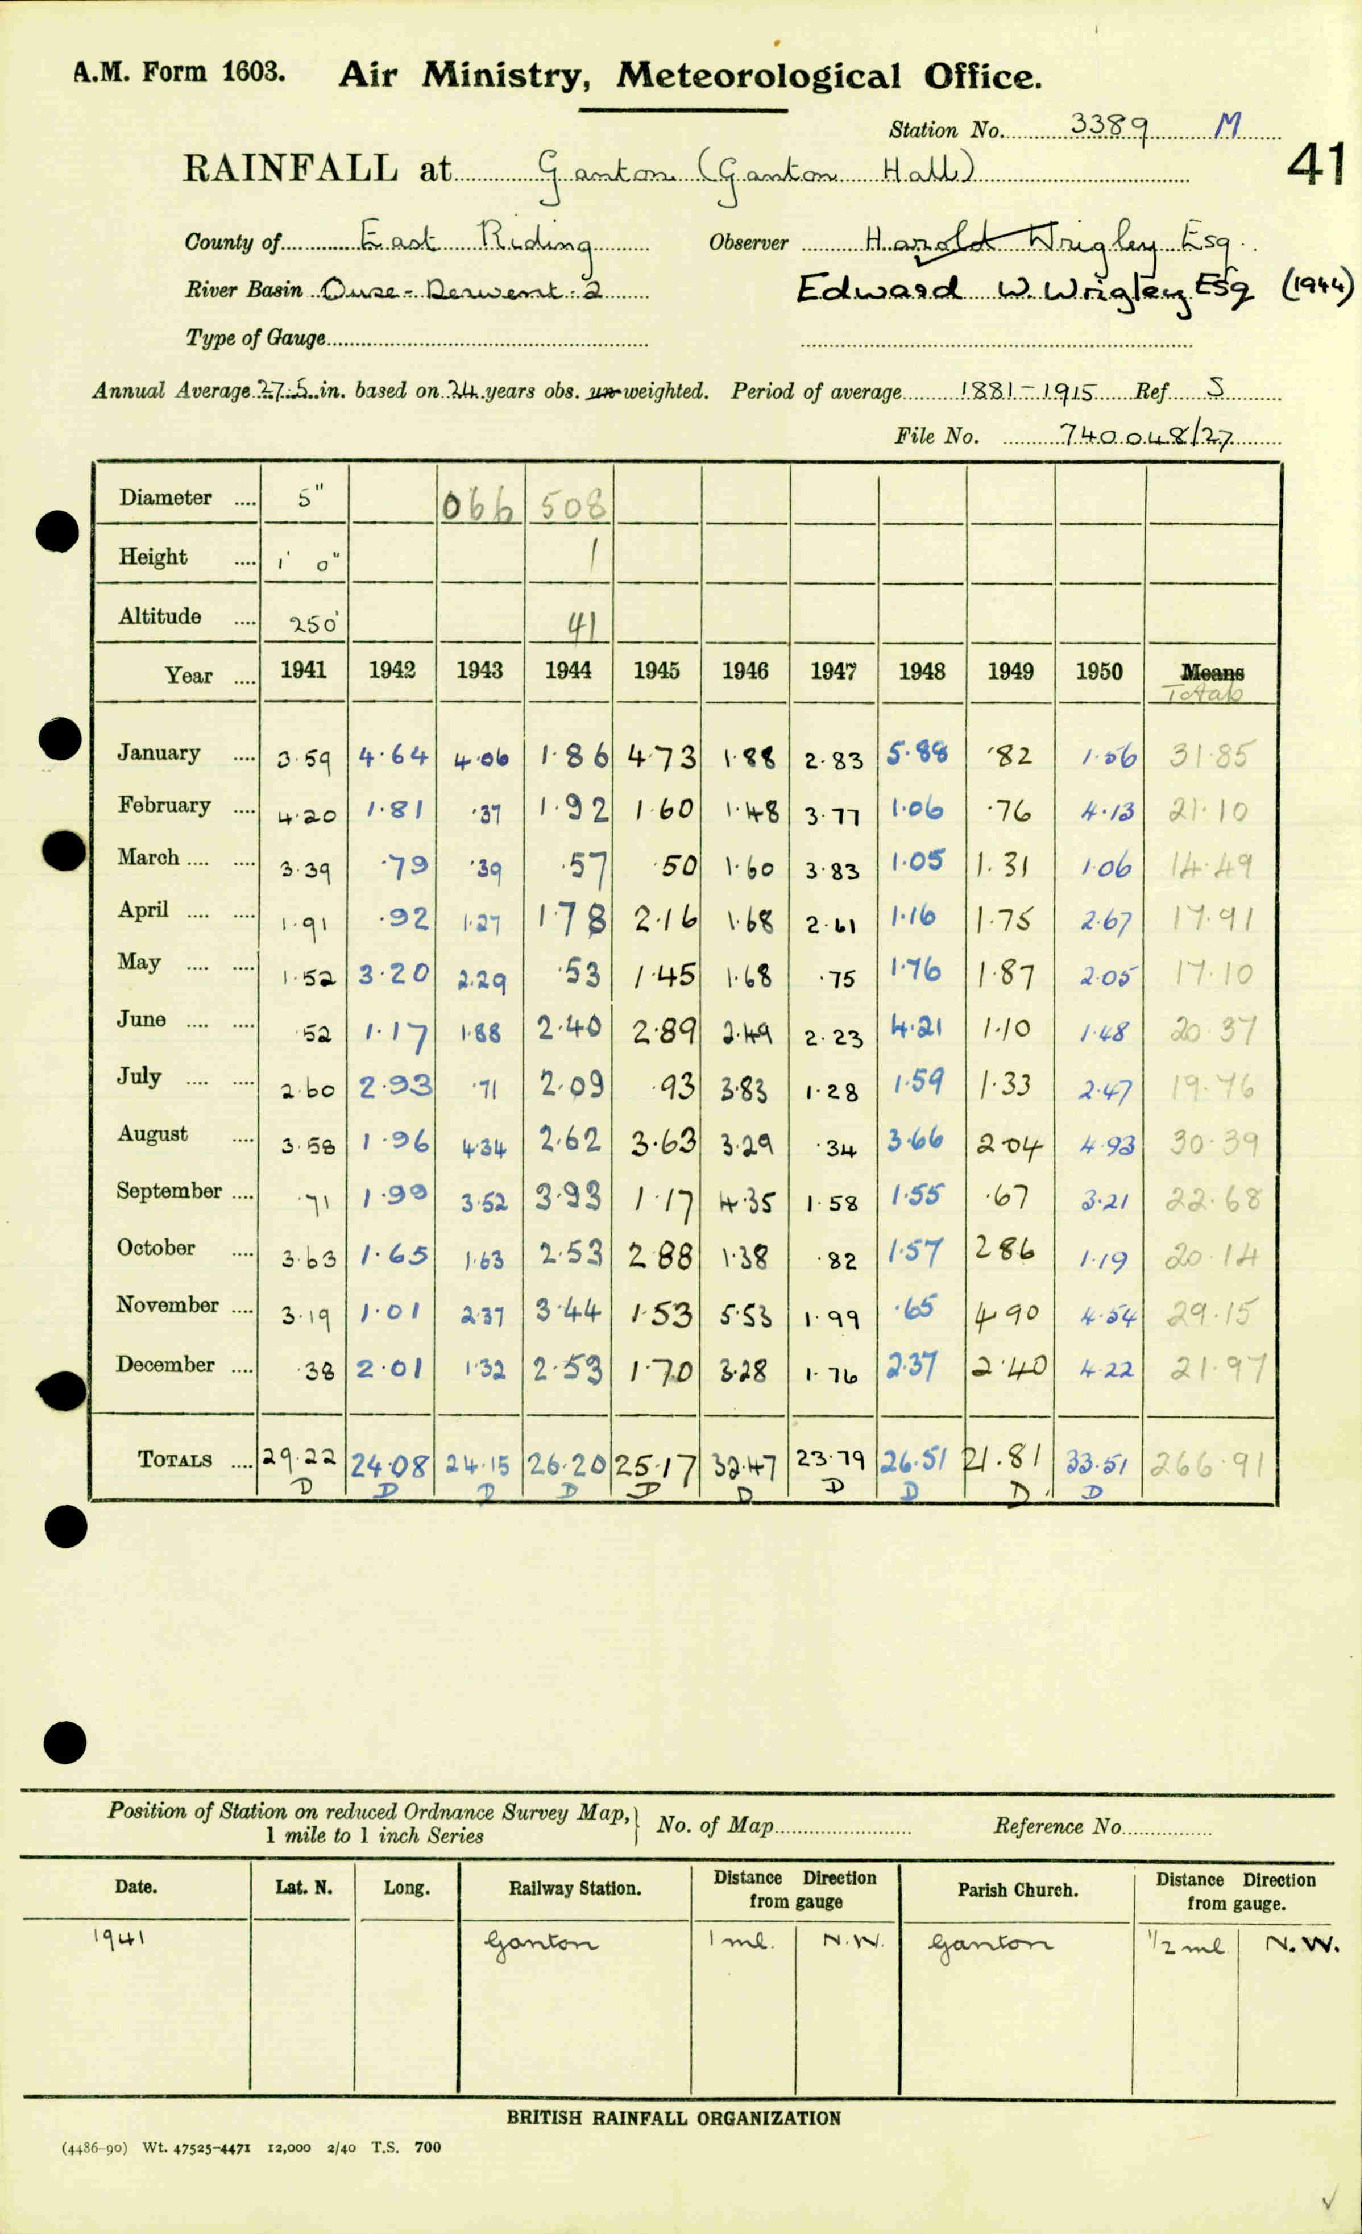 A.M. Form 1603. Air Ministry, Meteorological Office.
Station No. 3389 M
41
RAINFALL at Ganton (Ganton Hall)
County of East Riding Observer Harold Wrigley Esq.
River Basin Ouse-Derwent:2 Edward W. Wrigley Esq (1944)
Type of Gauge
Annual Average 27.5 in. based on 24 years obs. un-weighted. Period of average 1881-1915 Ref S
File No. 740048/27
Diameter .... 5" 066 508
Height .... 1' 0" 1
Altitude .... 250' 41
Year .... 1941 1942 1943 1944 1945 1946 1947 1948 1949 1950 Means
Totals
January .... 3.59 4.64 4.06 1.86 4.73 1.88 2.83 5.88 .82 1.56 31.85
February .... 4.20 1.81 .37 1.92 1.60 1.48 3.77 1.06 .76 4.13 21.10
March .... .... 3.39 .79 .39 .57 .50 1.60 3.83 1.05 1.31 1.06 14.49
April .... .... 1.91 .92 1.27 1.78 2.16 1.68 2.61 1.16 1.75 2.67 17.91
May .... .... 1.52 3.20 2.29 .53 1.45 1.68 .75 1.76 1.87 2.05 17.10
June .... .... .52 1.17 1.88 2.40 2.89 2.49 2.23 4.21 1.10 1.48 20.37
July .... .... 2.60 2.93 .71 2.09 .93 3.83 1.28 1.59 1.33 2.47 19.76
August .... 3.58 1.96 4.34 2.62 3.63 3.29 .34 3.66 2.04 4.93 30.39
September .... .71 1.99 3.52 3.93 1.17 4.35 1.58 1.55 .67 3.21 22.68
October .... 3.63 1.65 1.63 2.53 2.88 1.38 .82 1.57 2.86 1.19 20.14
November .... 3.19 1.01 2.37 3.44 1.53 5.53 1.99 .65 4.90 4.54 29.15
December .... .38 2.01 1.32 2.53 1.70 3.28 1.76 2.37 2.40 4.22 21.97
TOTALS .... 29.22 24.08 24.15 26.20 25.17 32.47 23.79 26.51 21.81 33.51 266.91
D D D D D D D D D D
Position of Station on reduced Ordnance Survey Map, 1 mile to 1 inch Series } No. of Map Reference No.
Date. Lat. N. Long. Railway Station. Distance Direction from gauge Parish Church. Distance Direction from gauge.
1941 Ganton 1 ml. N.W. Ganton 1/2 ml N.W.
BRITISH RAINFALL ORGANIZATION
(4486-90) Wt. 47525-4471 12,000 2/40 T.S. 700